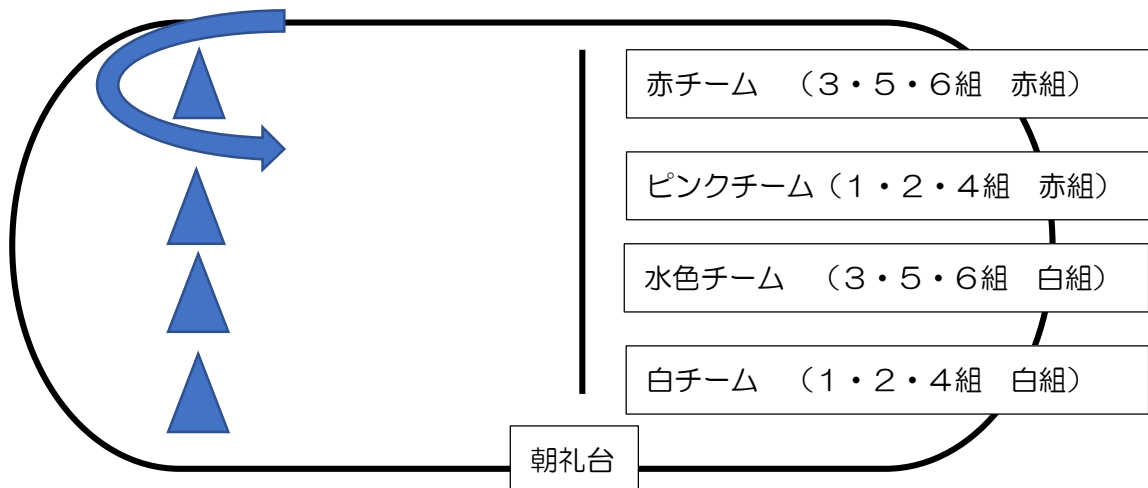 赤チーム　（３・５・６組　赤組）
ピンクチーム（１・２・４組　赤組）
水色チーム　（３・５・６組　白組）
白チーム　（１・２・４組　白組）
朝礼台